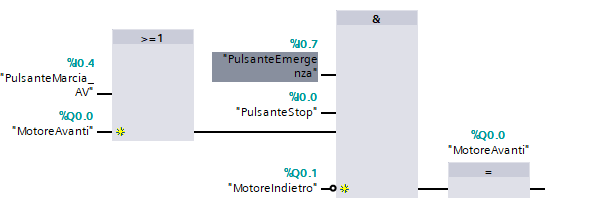 &
>=1
%I0.7
"PulsanteEmerge
nza"
%I0.4
"PulsanteMarcia_
AV"
%I0.0
"PulsanteStop"
%Q0.0
"MotoreAvanti"
%Q0.0
"MotoreAvanti"
=
%Q0.1
"MotoreIndietro"